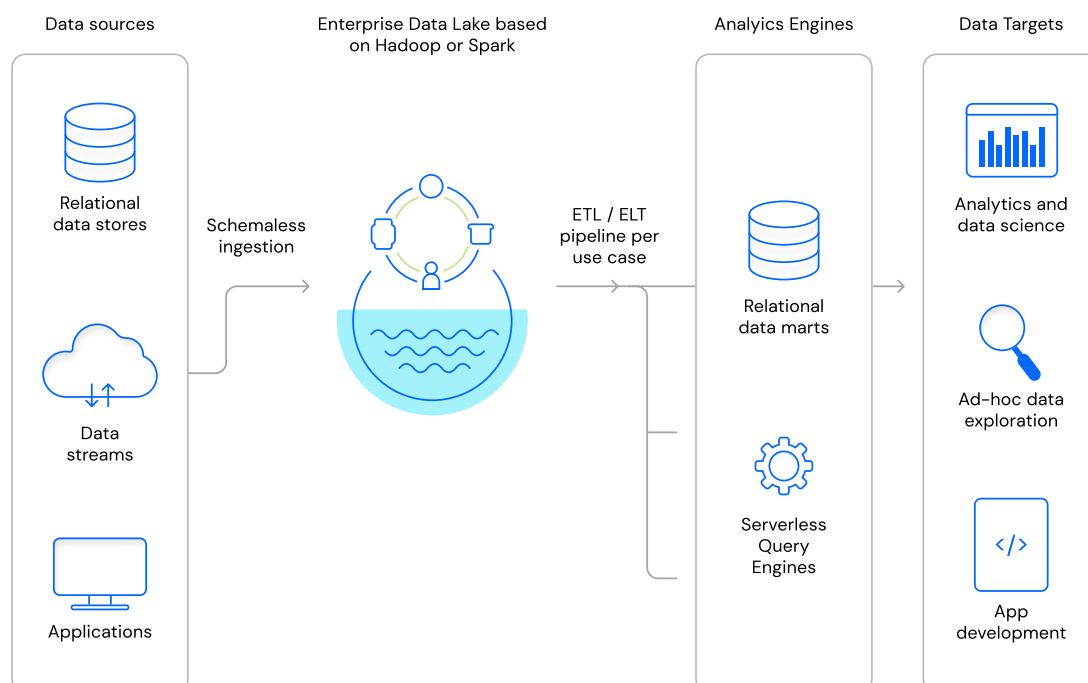 Data sources
Enterprise Data Lake based
on Hadoop or Spark
Analyics Engines
Data Targets
Relational
data stores
Data
streams
Applications
Schemaless
ingestion
ETL / ELT
pipeline per
use case
Relational
data marts
Serverless
Query
Engines
Analytics and
data science
Ad-hoc data
exploration
</>
App
development